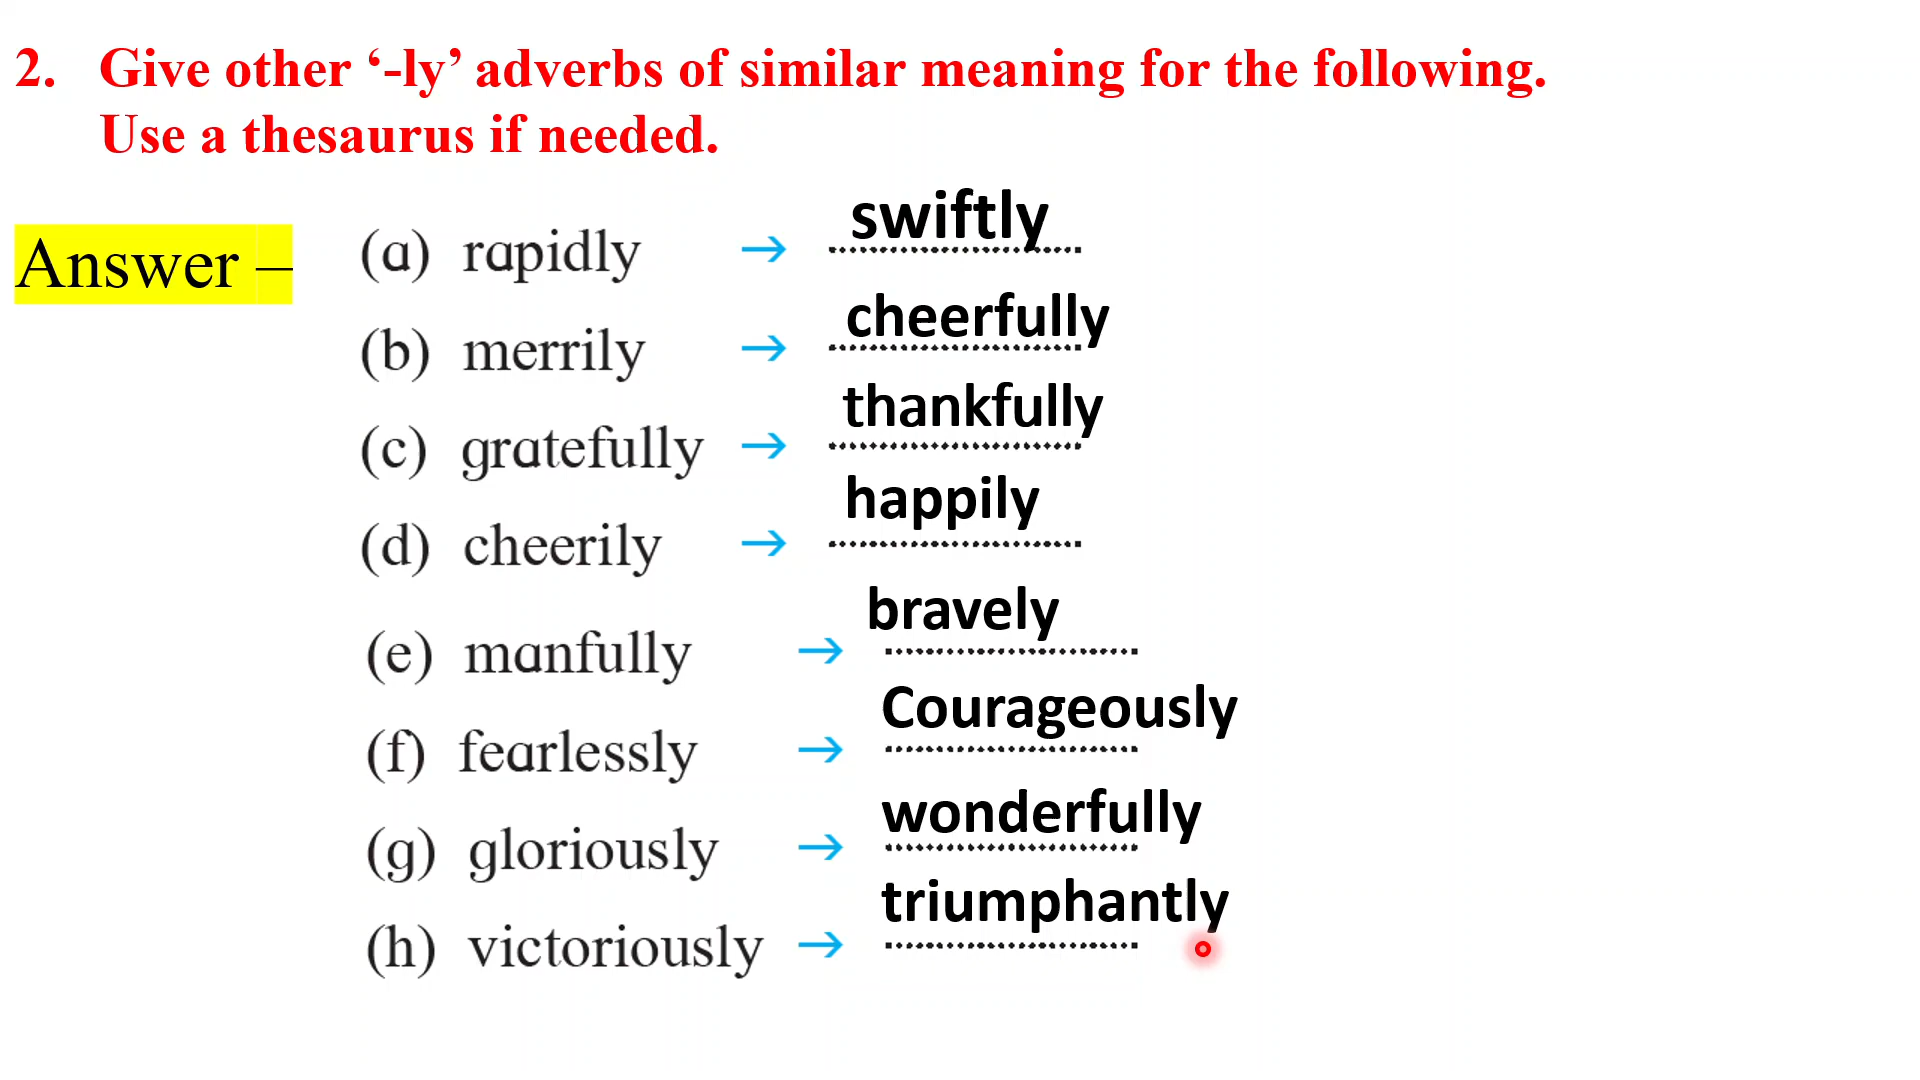 2. Give other ‘-ly’ adverbs of similar meaning for the following.
Use a thesaurus if needed.
Answer –
(a) rapidly → swiftly
(b) merrily → cheerfully
(c) gratefully → thankfully
(d) cheerily → happily
(e) manfully → bravely
(f) fearlessly → Courageously
(g) gloriously → wonderfully
(h) victoriously → triumphantly